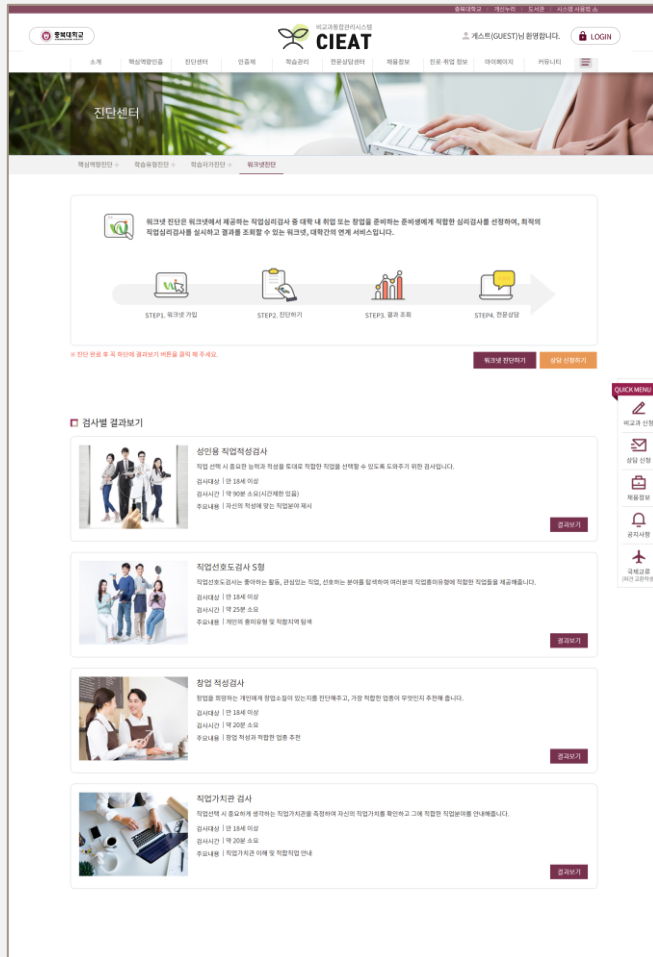 충북대학교 | 개신누리 | 도서관 | 시스템 사용법
충북대학교
비교과통합관리시스템
CIEAT
게스트(GUEST)님 환영합니다.
LOGIN
소개 핵심역량인증 진단센터 인증제 학습관리 전문상담센터 채용정보 진로·취업 정보 마이페이지 커뮤니티
진단센터
핵심역량진단 + 학습유형진단 + 학습자가진단 + 워크넷진단
워크넷 진단은 워크넷에서 제공하는 직업심리검사 중 대학 내 취업 또는 창업을 준비하는 준비생에게 적합한 심리검사를 선정하여, 최적의
직업심리검사를 실시하고 결과를 조회할 수 있는 워크넷, 대학간의 연계 서비스입니다.
STEP1. 워크넷 가입
STEP2. 진단하기
STEP3. 결과 조회
STEP4. 전문상담
※ 진단 완료 후 꼭 하단에 결과보기 버튼을 클릭 해 주세요.
워크넷 진단하기
상담 신청하기
QUICK MENU
비교과 신청
상담 신청
채용정보
공지사항
국제교류
검사별 결과보기
성인용 직업적성검사
직업 선택 시 중요한 능력과 적성을 토대로 적합한 직업을 선택할 수 있도록 도와주기 위한 검사입니다.
검사대상 | 만 18세 이상
검사시간 | 약 90분 소요(시간제한 있음)
주요내용 | 자신의 적성에 맞는 직업분야 제시
결과보기
직업선호도검사 S형
직업선호도검사는 좋아하는 활동, 관심있는 직업, 선호하는 분야를 탐색하여 여러분의 직업흥미유형에 적합한 직업들을 제공해줍니다.
검사대상 | 만 18세 이상
검사시간 | 약 25분 소요
주요내용 | 개인의 흥미유형 및 적합직역 탐색
결과보기
창업 적성검사
창업을 희망하는 개인에게 창업소질이 있는지를 진단해주고, 가장 적합한 업종이 무엇인지 추천해 줍니다.
검사대상 | 만 18세 이상
검사시간 | 약 20분 소요
주요내용 | 창업 적성과 적합한 업종 추천
결과보기
직업가치관 검사
직업선택 시 중요하게 생각하는 직업가치관을 측정하여 자신의 직업가치를 확인하고 그에 적합한 직업분야를 안내해줍니다.
검사대상 | 만 18세 이상
검사시간 | 약 20분 소요
주요내용 | 직업가치관 이해 및 적합직업 안내
결과보기